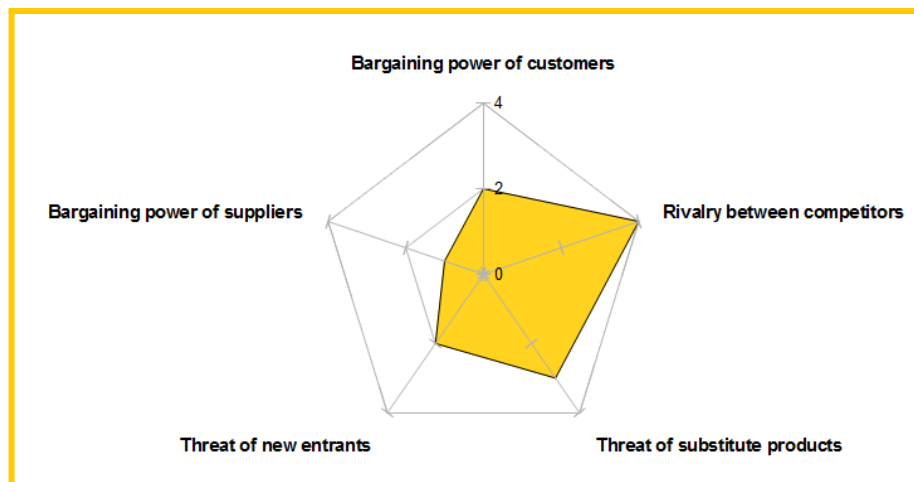 Bargaining power of customers
4
2
Bargaining power of suppliers
Rivalry between competitors
0
Threat of new entrants
Threat of substitute products